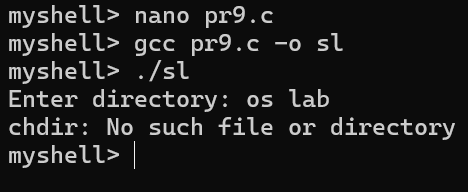 myshell> nano pr9.c
myshell> gcc pr9.c -o sl
myshell> ./sl
Enter directory: os lab
chdir: No such file or directory
myshell>